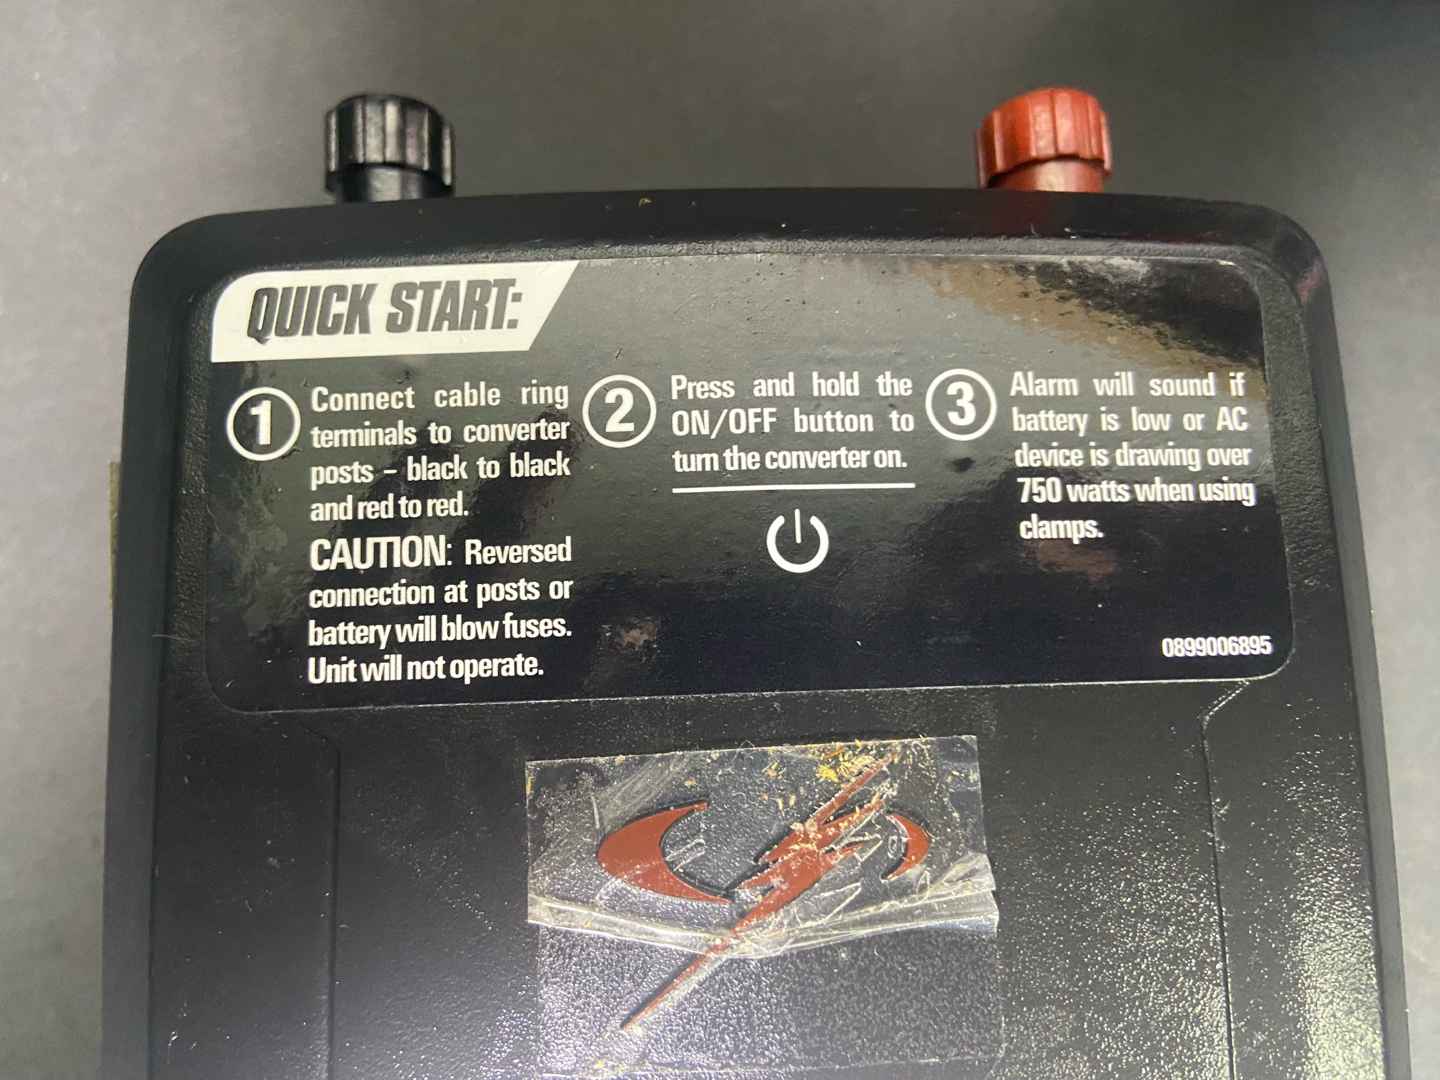 QUICK START:
1
Connect cable ring
terminals to converter
posts – black to black
and red to red.
CAUTION: Reversed
connection at posts or
battery will blow fuses.
Unit will not operate.
2
Press and hold the
ON/OFF button to
turn the converter on.
3
Alarm will sound if
battery is low or AC
device is drawing over
750 watts when using
clamps.
0899006895